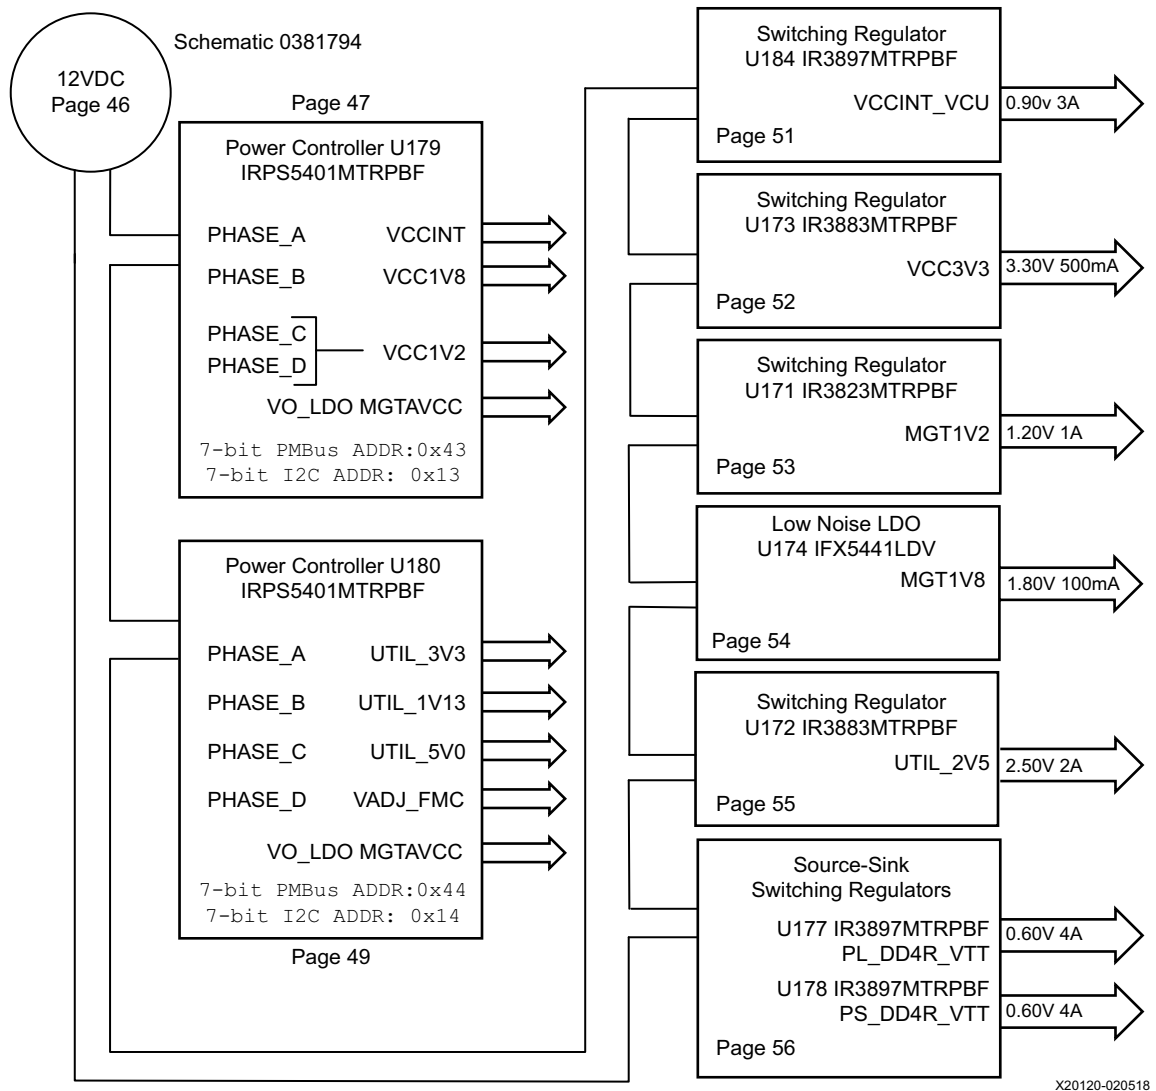 Schematic 0381794
12VDC
Page 46
Page 47
Power Controller U179
IRPS5401MTRPBF
PHASE_A VCCINT
PHASE_B VCC1V8
PHASE_C
PHASE_D
VCC1V2
VO_LDO MGTAVCC
7-bit PMBus ADDR:0x43
7-bit I2C ADDR: 0x13
Power Controller U180
IRPS5401MTRPBF
PHASE_A UTIL_3V3
PHASE_B UTIL_1V13
PHASE_C UTIL_5V0
PHASE_D VADJ_FMC
VO_LDO MGTAVCC
7-bit PMBus ADDR:0x44
7-bit I2C ADDR: 0x14
Page 49
Switching Regulator
U184 IR3897MTRPBF
VCCINT_VCU
0.90v 3A
Page 51
Switching Regulator
U173 IR3883MTRPBF
VCC3V3
3.30V 500mA
Page 52
Switching Regulator
U171 IR3823MTRPBF
MGT1V2
1.20V 1A
Page 53
Low Noise LDO
U174 IFX5441LDV
MGT1V8
1.80V 100mA
Page 54
Switching Regulator
U172 IR3883MTRPBF
UTIL_2V5
2.50V 2A
Page 55
Source-Sink
Switching Regulators
U177 IR3897MTRPBF
PL_DD4R_VTT
0.60V 4A
U178 IR3897MTRPBF
PS_DD4R_VTT
0.60V 4A
Page 56
X20120-020518